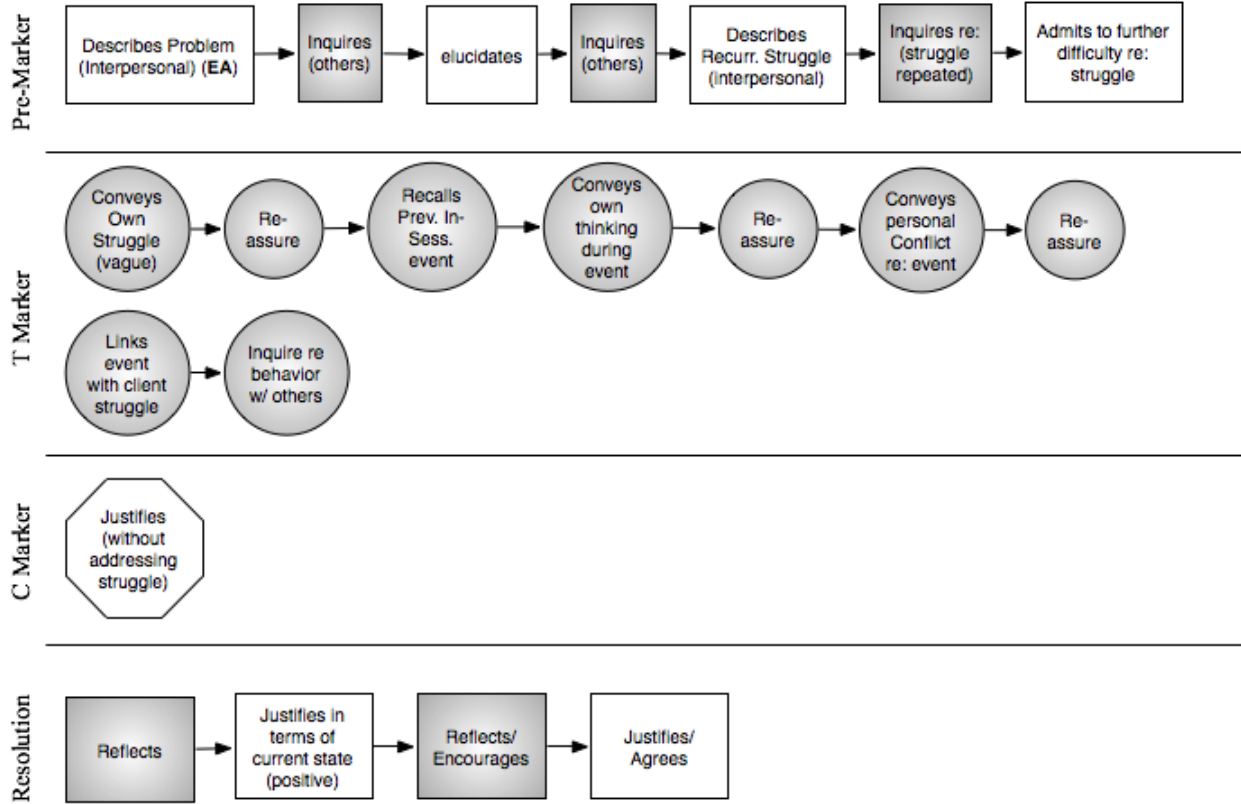 Pre-Marker
Describes Problem
(Interpersonal) (EA)
Inquires
(others)
elucidates
Inquires
(others)
Describes
Recurr. Struggle
(interpersonal)
Inquires re:
(struggle
repeated)
Admits to further
difficulty re:
struggle
T Marker
Conveys
Own
Struggle
(vague)
Re-
assure
Recalls
Prev. In-
Sess.
event
Conveys
own
thinking
during
event
Re-
assure
Conveys
personal
Conflict
re: event
Re-
assure
Links
event
with client
struggle
Inquire re
behavior
w/ others
C Marker
Justifies
(without
addressing
struggle)
Resolution
Reflects
Justifies in
terms of
current state
(positive)
Reflects/
Encourages
Justifies/
Agrees